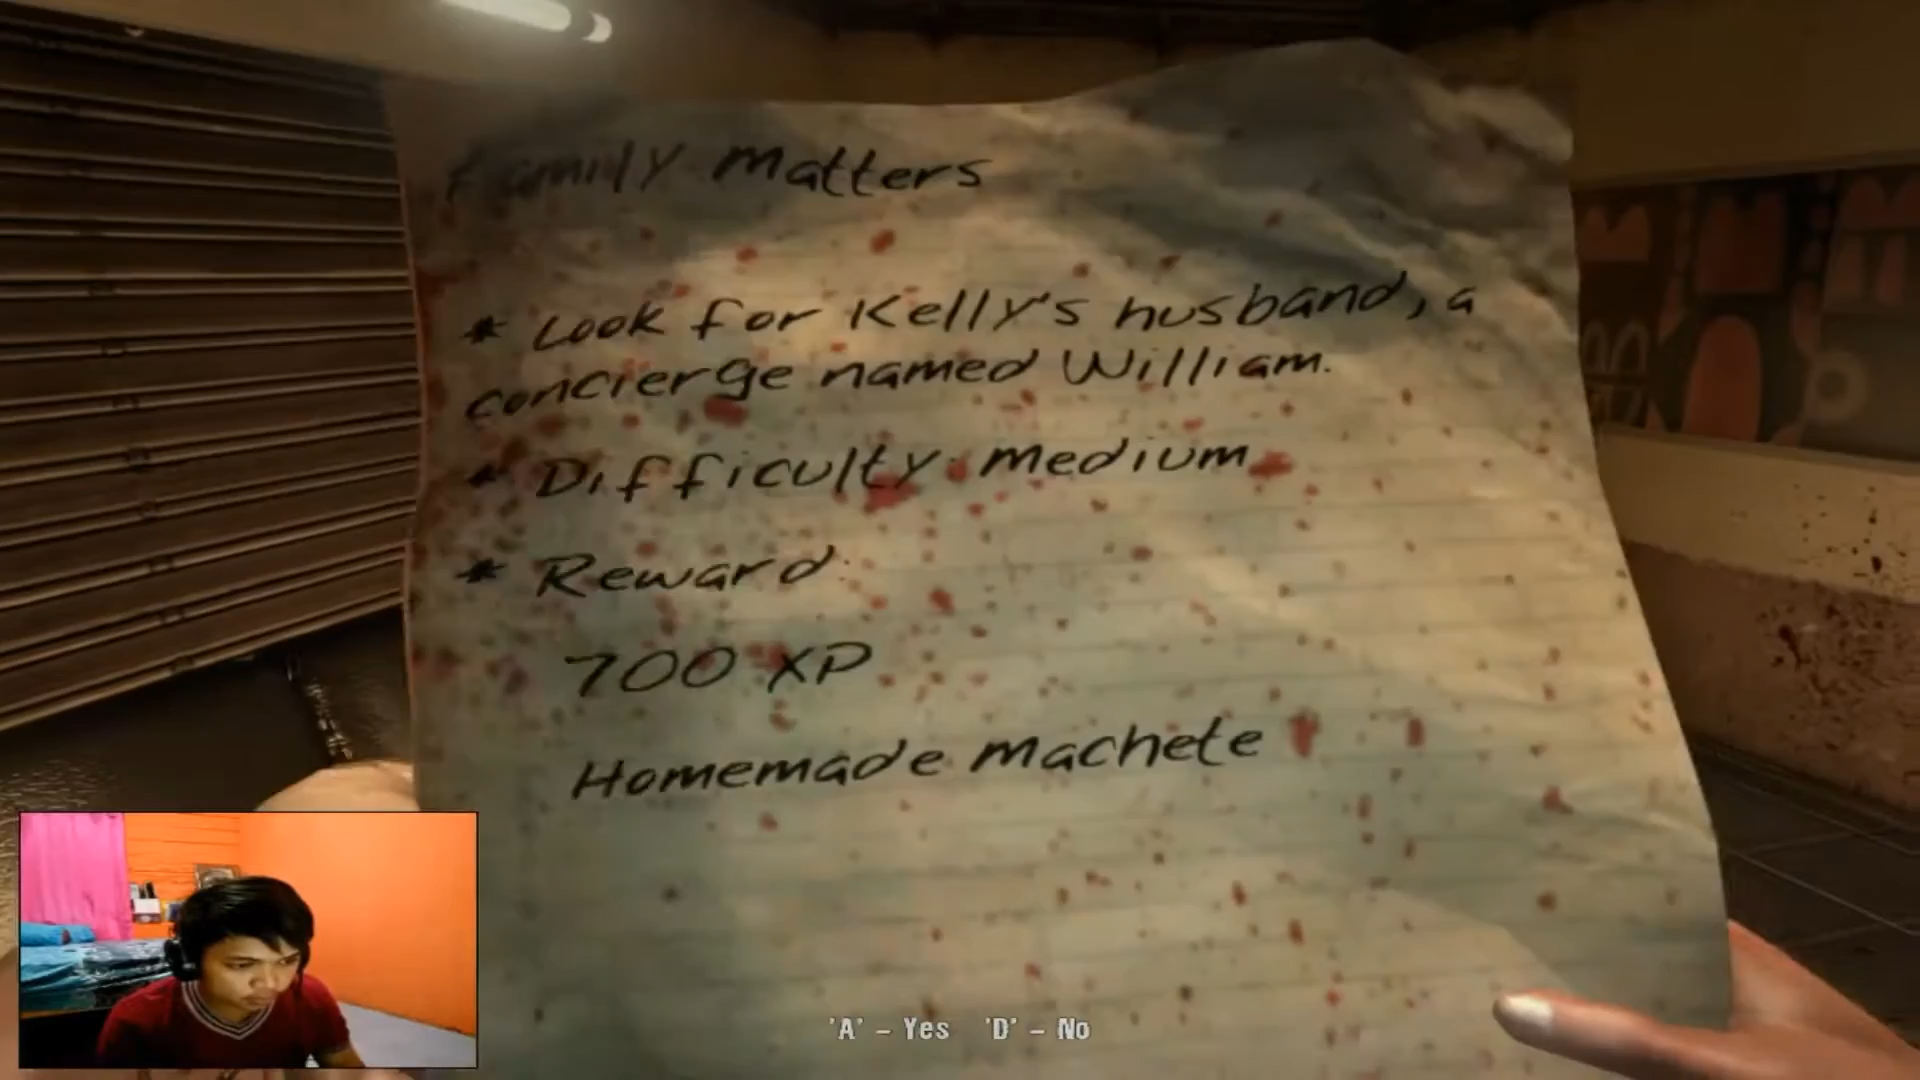 Family Matters
* Look for Kelly's husband, a
concierge named William.
* Difficulty: medium
* Reward:
700 XP
Homemade machete
'A' - Yes 'D' - No